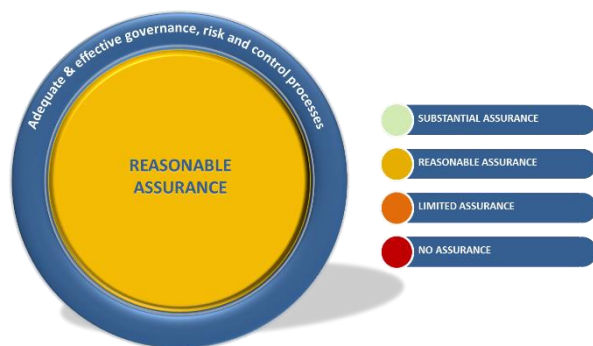 Adequate & effective governance, risk and control processes
REASONABLE
ASSURANCE
SUBSTANTIAL ASSURANCE
REASONABLE ASSURANCE
LIMITED ASSURANCE
NO ASSURANCE